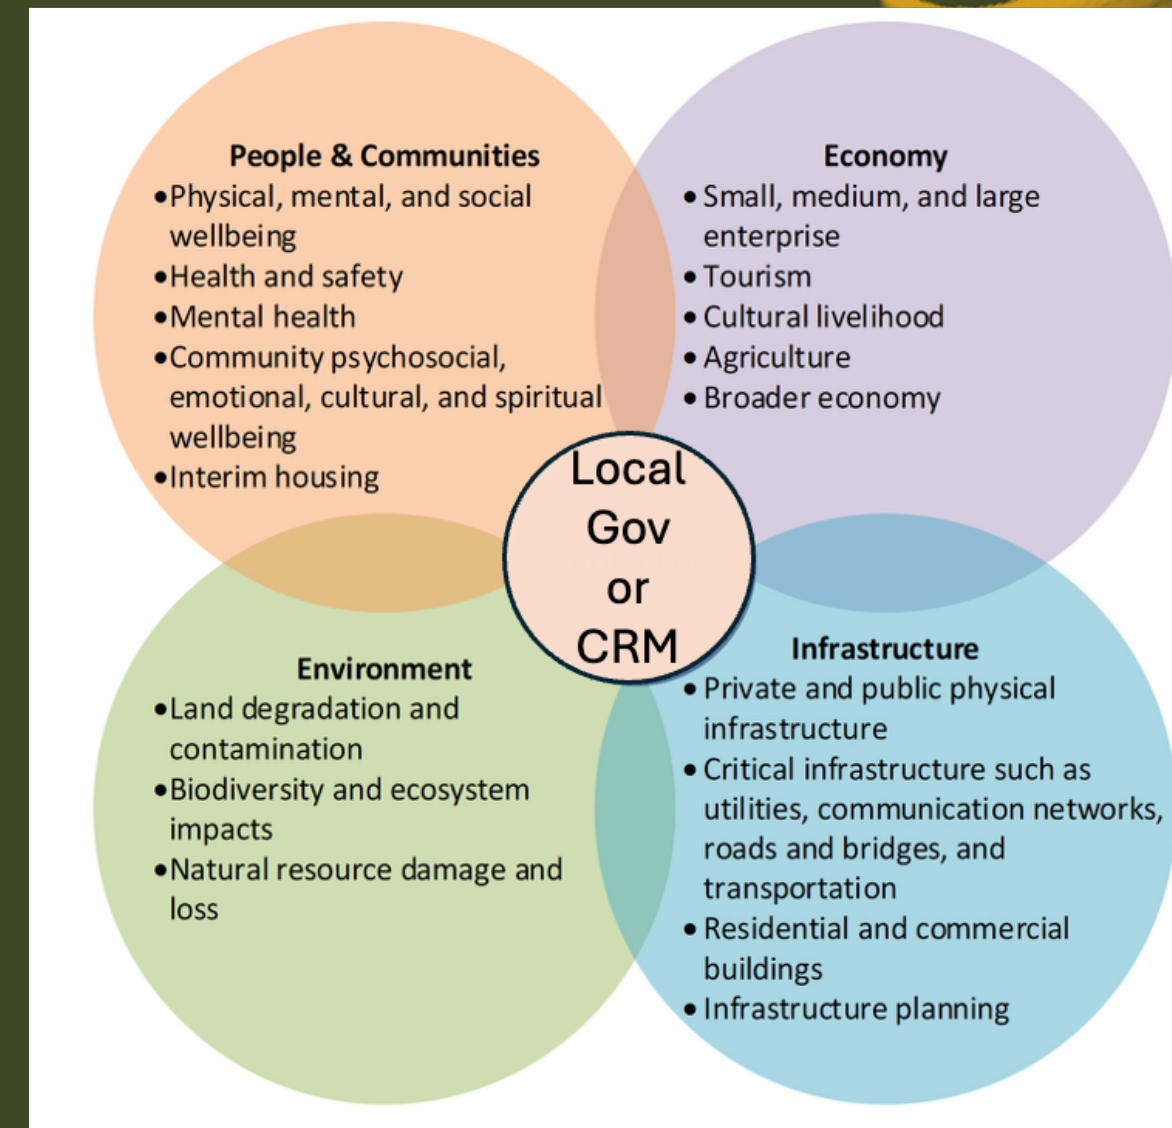 People & Communities
•Physical, mental, and social
wellbeing
•Health and safety
•Mental health
•Community psychosocial,
emotional, cultural, and spiritual
wellbeing
•Interim housing
Economy
• Small, medium, and large
enterprise
• Tourism
• Cultural livelihood
• Agriculture
• Broader economy
Local
Gov
or
CRM
Environment
•Land degradation and
contamination
•Biodiversity and ecosystem
impacts
•Natural resource damage and
loss
Infrastructure
• Private and public physical
infrastructure
• Critical infrastructure such as
utilities, communication networks,
roads and bridges, and
transportation
• Residential and commercial
buildings
• Infrastructure planning